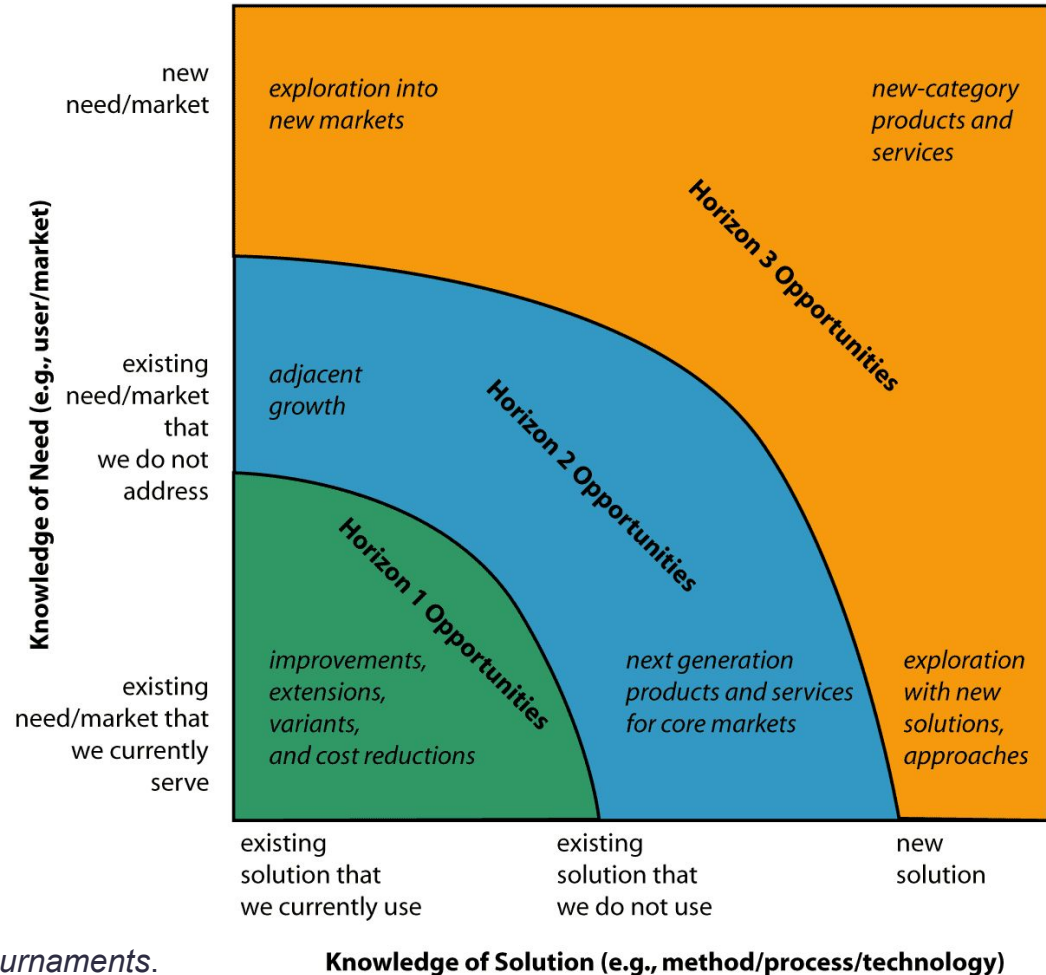 new
need/market
exploration into
new markets
new-category
products and
services
Horizon 3 Opportunities
Knowledge of Need (e.g., user/market)
existing
need/market
that
we do not
address
adjacent
growth
Horizon 2 Opportunities
Horizon 1 Opportunities
existing
need/market that
we currently
serve
improvements,
extensions,
variants,
and cost reductions
next generation
products and services
for core markets
exploration
with new
solutions,
approaches
existing
solution that
we currently use
existing
solution that
we do not use
new
solution
urnaments.
Knowledge of Solution (e.g., method/process/technology)